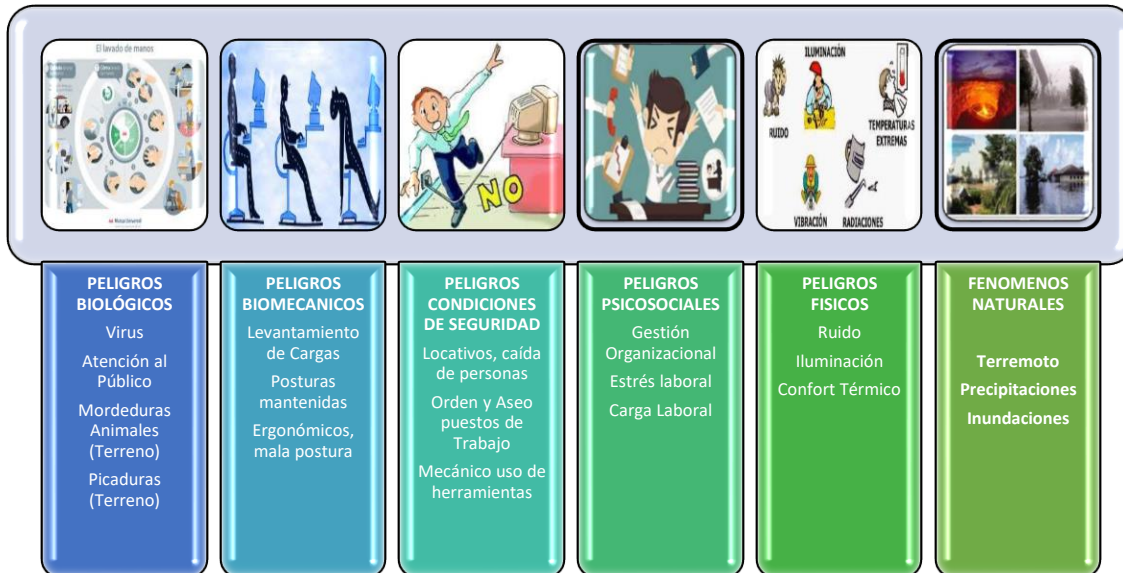 El lavado de manos
NO
ILUMINACIÓN
RUIDO
TEMPERATURAS
EXTREMAS
VIBRACIÓN
RADIACIONES
PELIGROS
BIOLÓGICOS
Virus
Atención al
Público
Mordeduras
Animales
(Terreno)
Picaduras
(Terreno)
PELIGROS
BIOMECANICOS
Levantamiento
de Cargas
Posturas
mantenidas
Ergonómicos,
mala postura
PELIGROS
CONDICIONES
DE SEGURIDAD
Locativos, caída
de personas
Orden y Aseo
puestos de
Trabajo
Mecánico uso de
herramientas
PELIGROS
PSICOSOCIALES
Gestión
Organizacional
Estrés laboral
Carga Laboral
PELIGROS
FISICOS
Ruido
Iluminación
Confort Térmico
FENOMENOS
NATURALES
Terremoto
Precipitaciones
Inundaciones